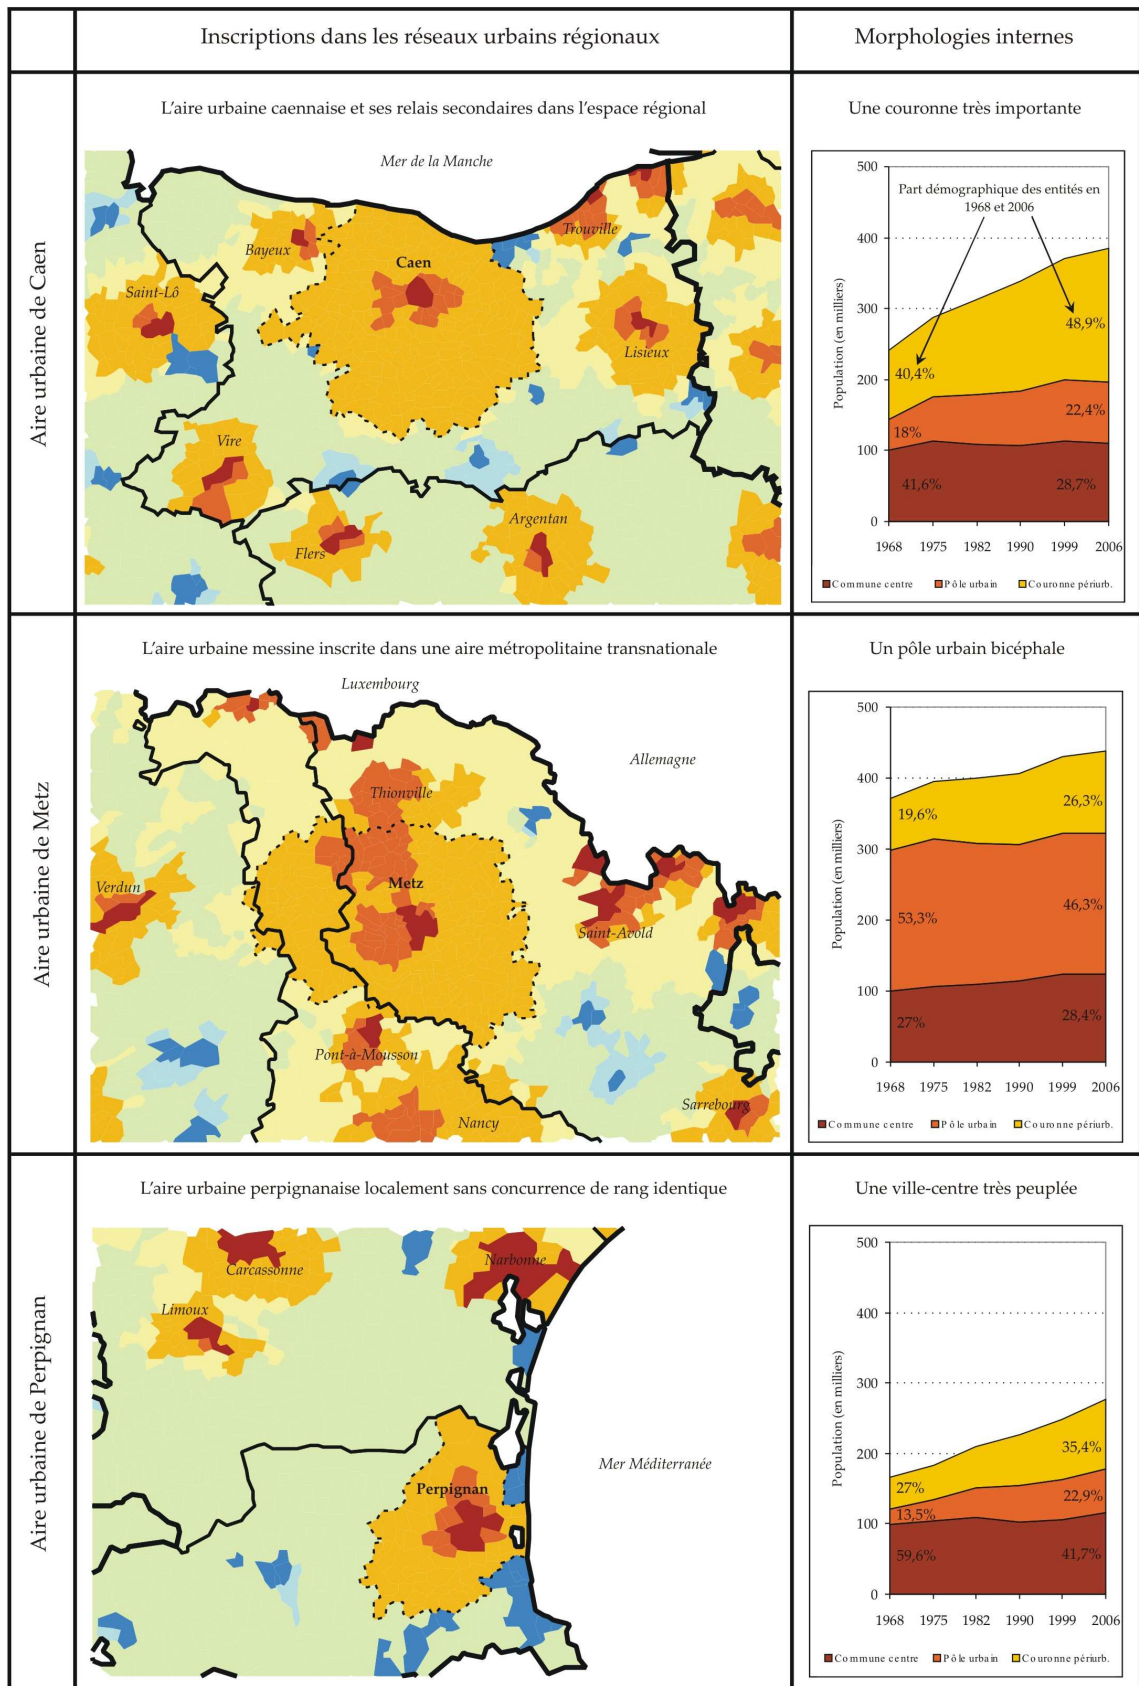 Inscriptions dans les réseaux urbains régionaux
Morphologies internes
Aire urbaine de Caen
L'aire urbaine caennaise et ses relais secondaires dans l'espace régional
Mer de la Manche
Bayeux
Trouville
Caen
Saint-Lô
Lisieux
Vire
Argentan
Flers
Une couronne très importante
Population (en milliers)
500
400
300
200
100
0
Part démographique des entités en
1968 et 2006
48,9%
40,4%
22,4%
18%
41,6%
28,7%
1968 1975 1982 1990 1999 2006
Commune centre Pôle urbain Couronne périurb.
Aire urbaine de Metz
L'aire urbaine messine inscrite dans une aire métropolitaine transnationale
Luxembourg
Allemagne
Thionville
Verdun
Metz
Saint-Avold
Pont-à-Mousson
Sarrebourg
Nancy
Un pôle urbain bicéphale
Population (en milliers)
500
400
300
200
100
0
19,6%
26,3%
53,3%
46,3%
27%
28,4%
1968 1975 1982 1990 1999 2006
Commune centre Pôle urbain Couronne périurb.
Aire urbaine de Perpignan
L'aire urbaine perpignanaise localement sans concurrence de rang identique
Narbonne
Carcassonne
Limoux
Mer Méditerranée
Perpignan
Une ville-centre très peuplée
Population (en milliers)
500
400
300
200
100
0
35,4%
27%
22,9%
13,5%
59,6%
41,7%
1968 1975 1982 1990 1999 2006
Commune centre Pôle urbain Couronne périurb.